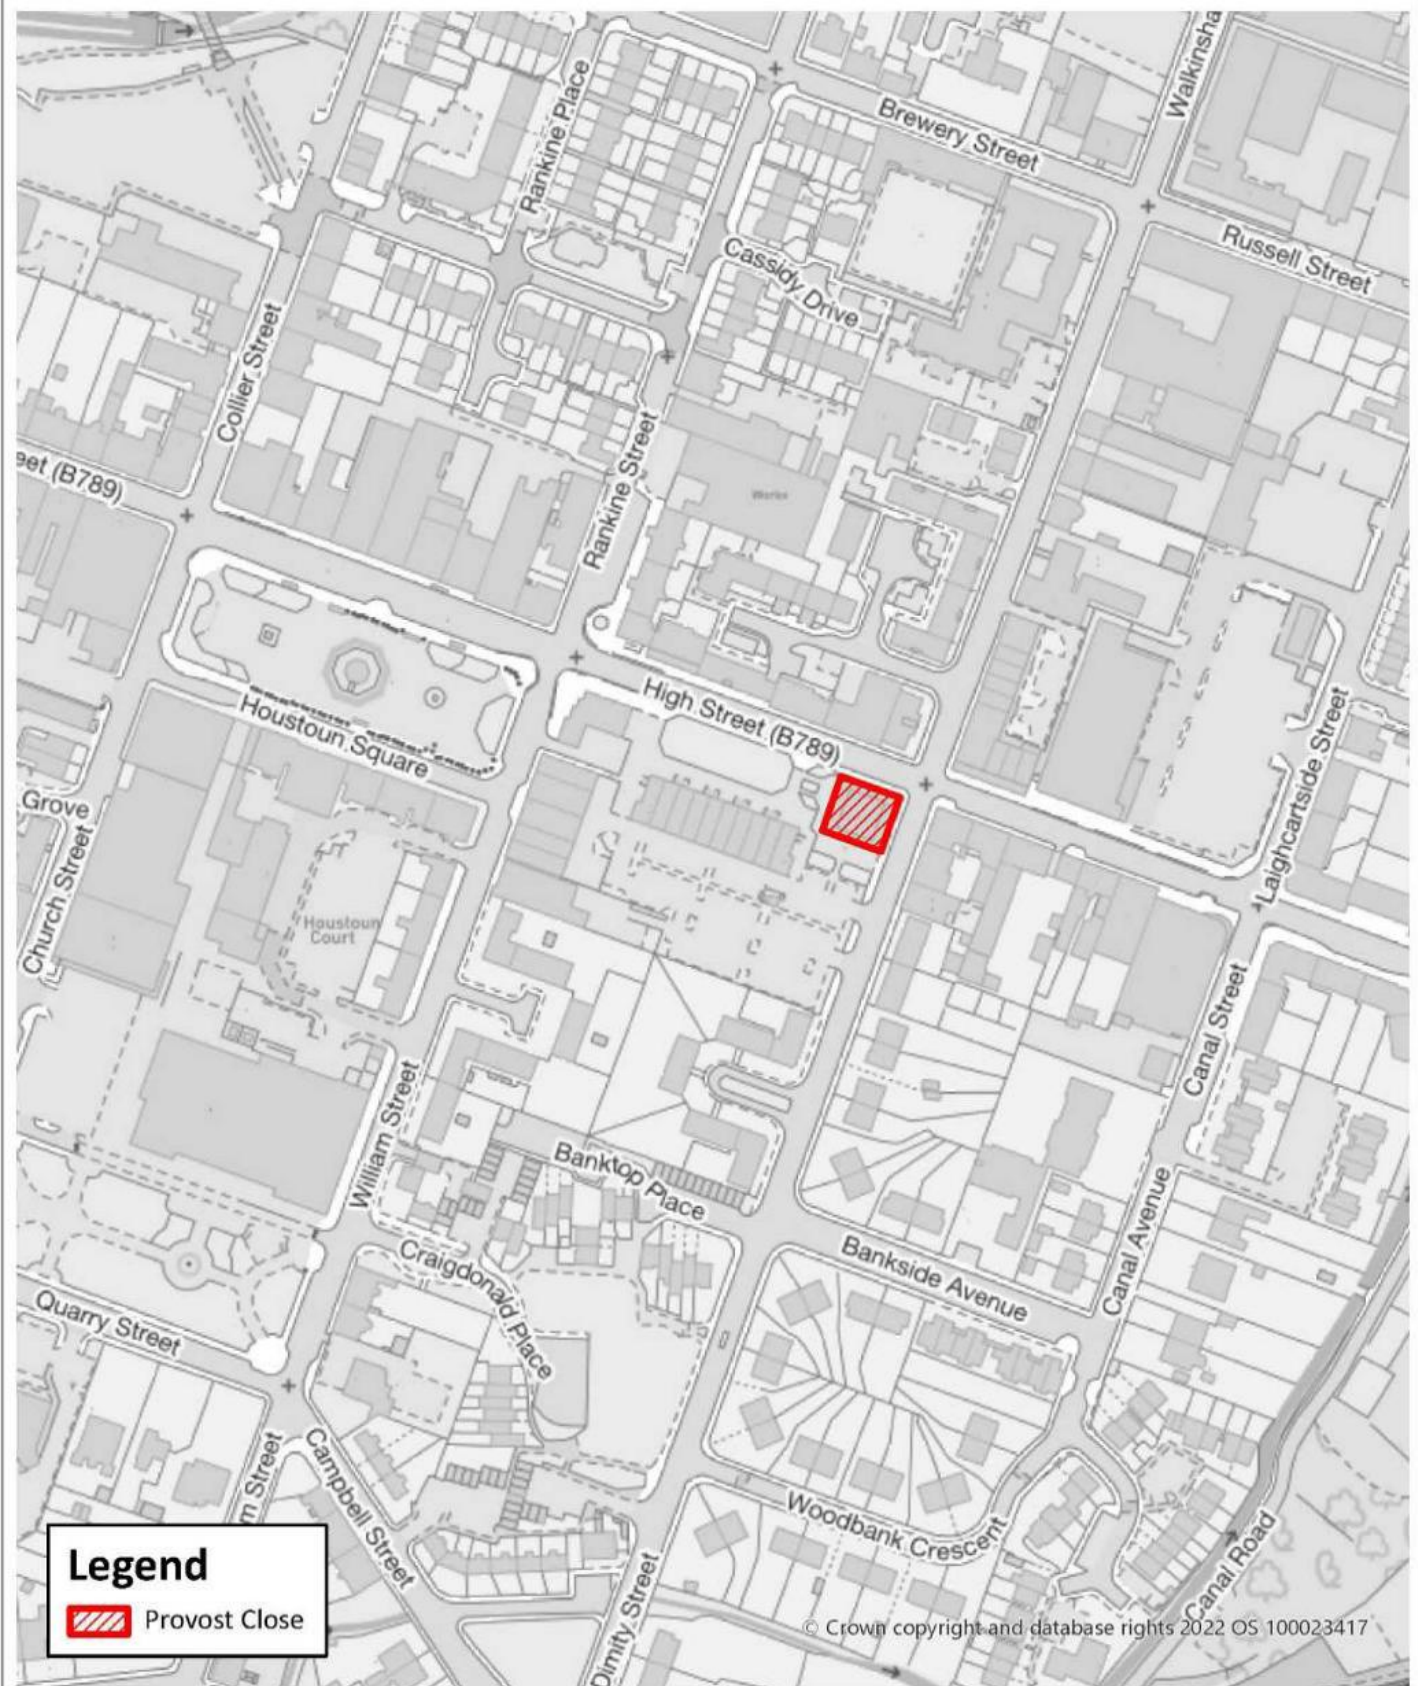 Walkinsha
Rankine Place
Brewery Street
Russell Street
Cassidy Drive
Collier Street
eet (B789)
Rankine Street
Works
High Street (B789)
Houstoun Square
Laighcartside Street
Grove
Church Street
Houstoun
Court
Canal Street
William Street
Banktop Place
Canal Avenue
Craigdonald Place
Bankside Avenue
Quarry Street
m Street
Campbell Street
Woodbank Crescent
Canal Road
Dimity Street
Legend
Provost Close
© Crown copyright and database rights 2022 OS 100023417